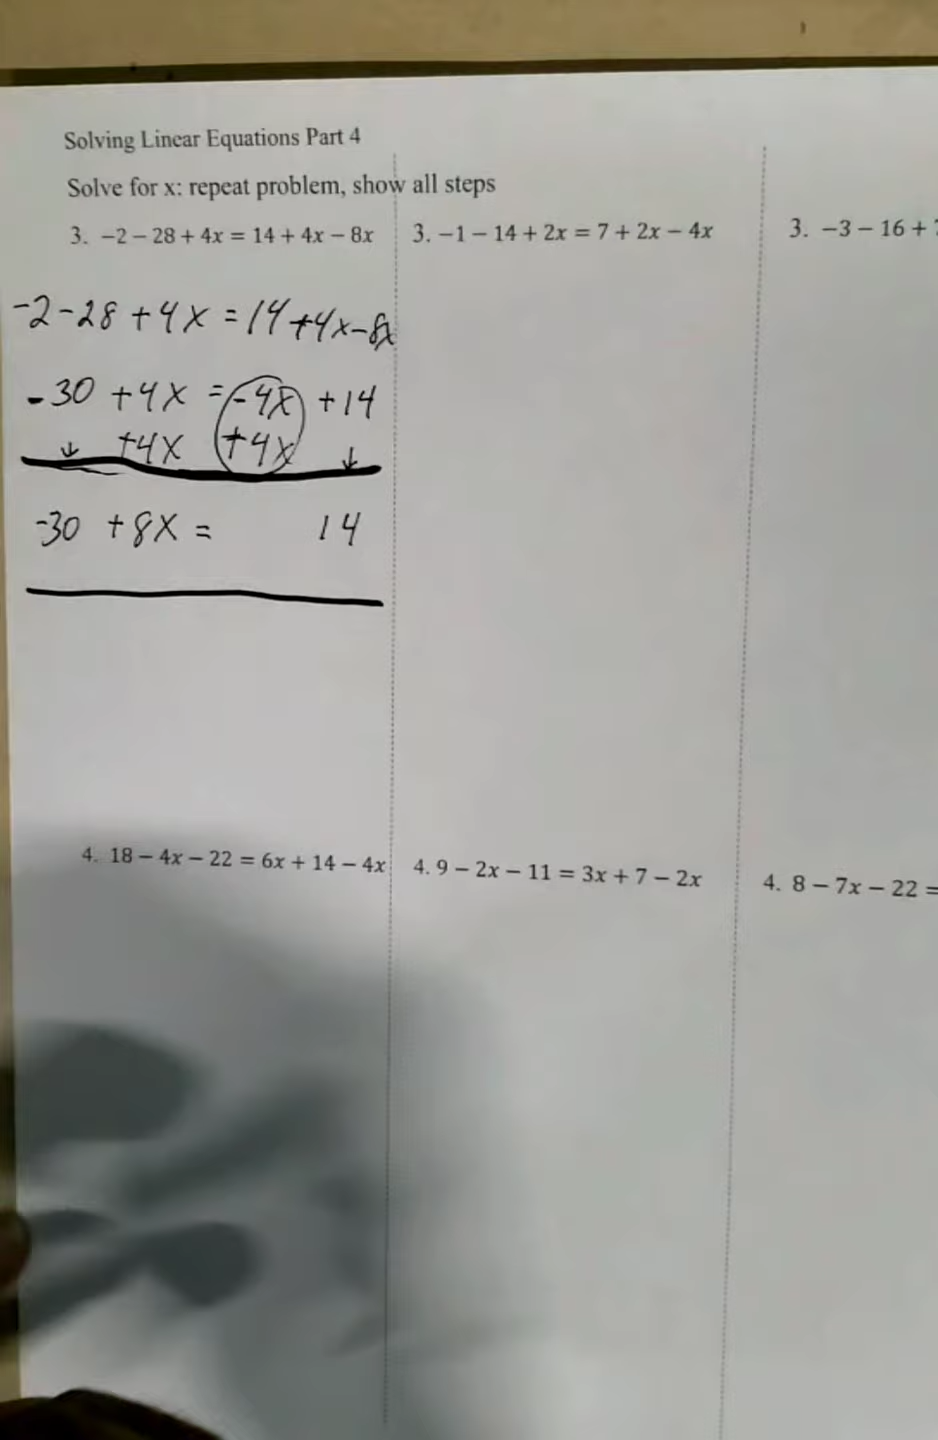 Solving Linear Equations Part 4
Solve for x: repeat problem, show all steps
3. −2 − 28 + 4x = 14 + 4x − 8x
3. −1 − 14 + 2x = 7 + 2x − 4x
3. −3 − 16 +
-2-28 +4x =14+4x-8x
-30 +4x = -4x +14
↓ +4x +4x ↓
-30 +8x = 14
4. 18 − 4x − 22 = 6x + 14 − 4x
4. 9 − 2x − 11 = 3x + 7 − 2x
4. 8 − 7x − 22 =